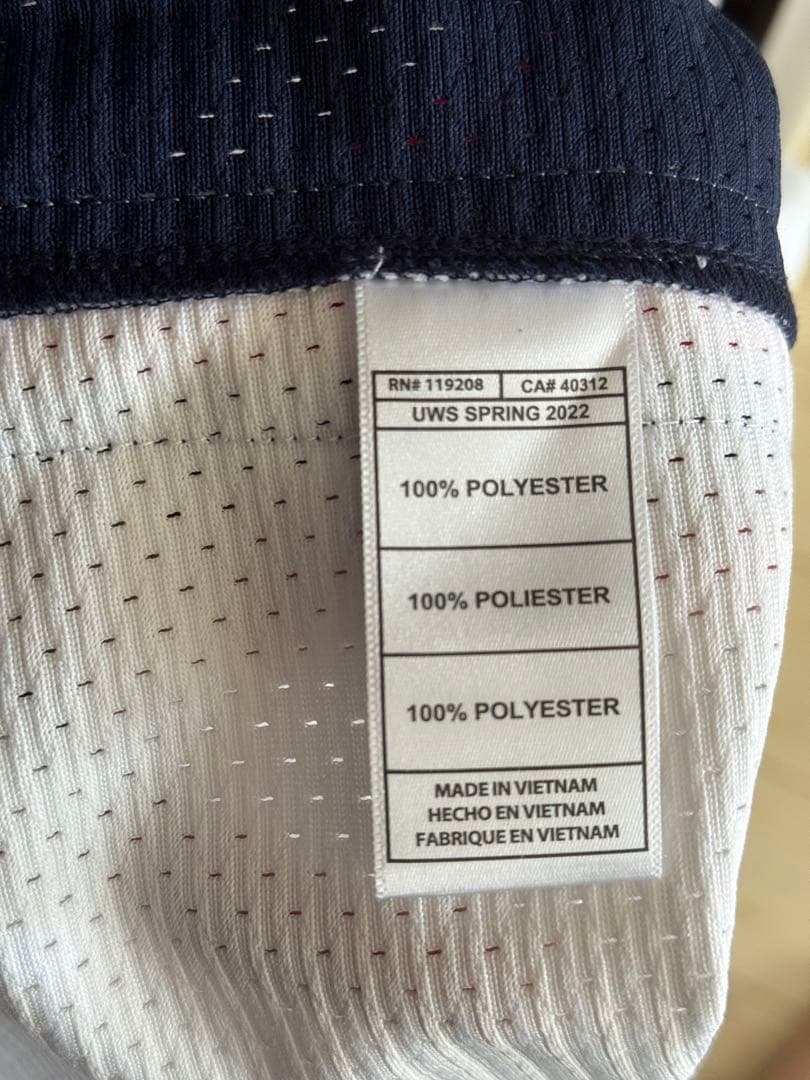 RN# 119208 CA# 40312
UWS SPRING 2022
100% POLYESTER
100% POLIESTER
100% POLYESTER
MADE IN VIETNAM
HECHO EN VIETNAM
FABRIQUE EN VIETNAM